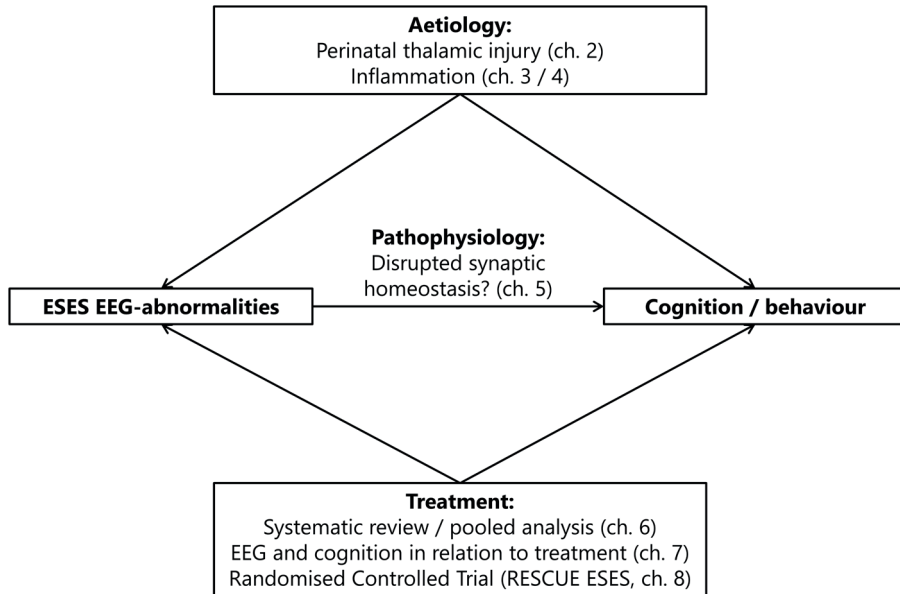 Aetiology:
Perinatal thalamic injury (ch. 2)
Inflammation (ch. 3 / 4)
Pathophysiology:
Disrupted synaptic
homeostasis? (ch. 5)
ESES EEG-abnormalities
Cognition / behaviour
Treatment:
Systematic review / pooled analysis (ch. 6)
EEG and cognition in relation to treatment (ch. 7)
Randomised Controlled Trial (RESCUE ESES, ch. 8)